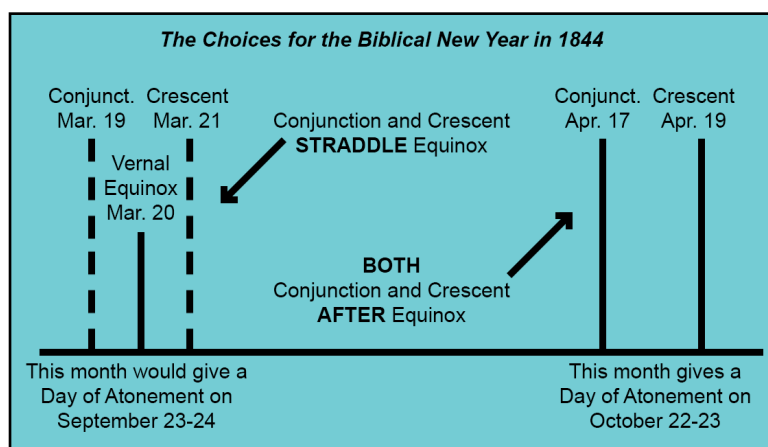 The Choices for the Biblical New Year in 1844
Conjunct.
Mar. 19
Crescent
Mar. 21
Vernal
Equinox
Mar. 20
Conjunction and Crescent
STRADDLE Equinox
Conjunct.
Apr. 17
Crescent
Apr. 19
BOTH
Conjunction and Crescent
AFTER Equinox
This month would give a
Day of Atonement on
September 23-24
This month gives a
Day of Atonement on
October 22-23